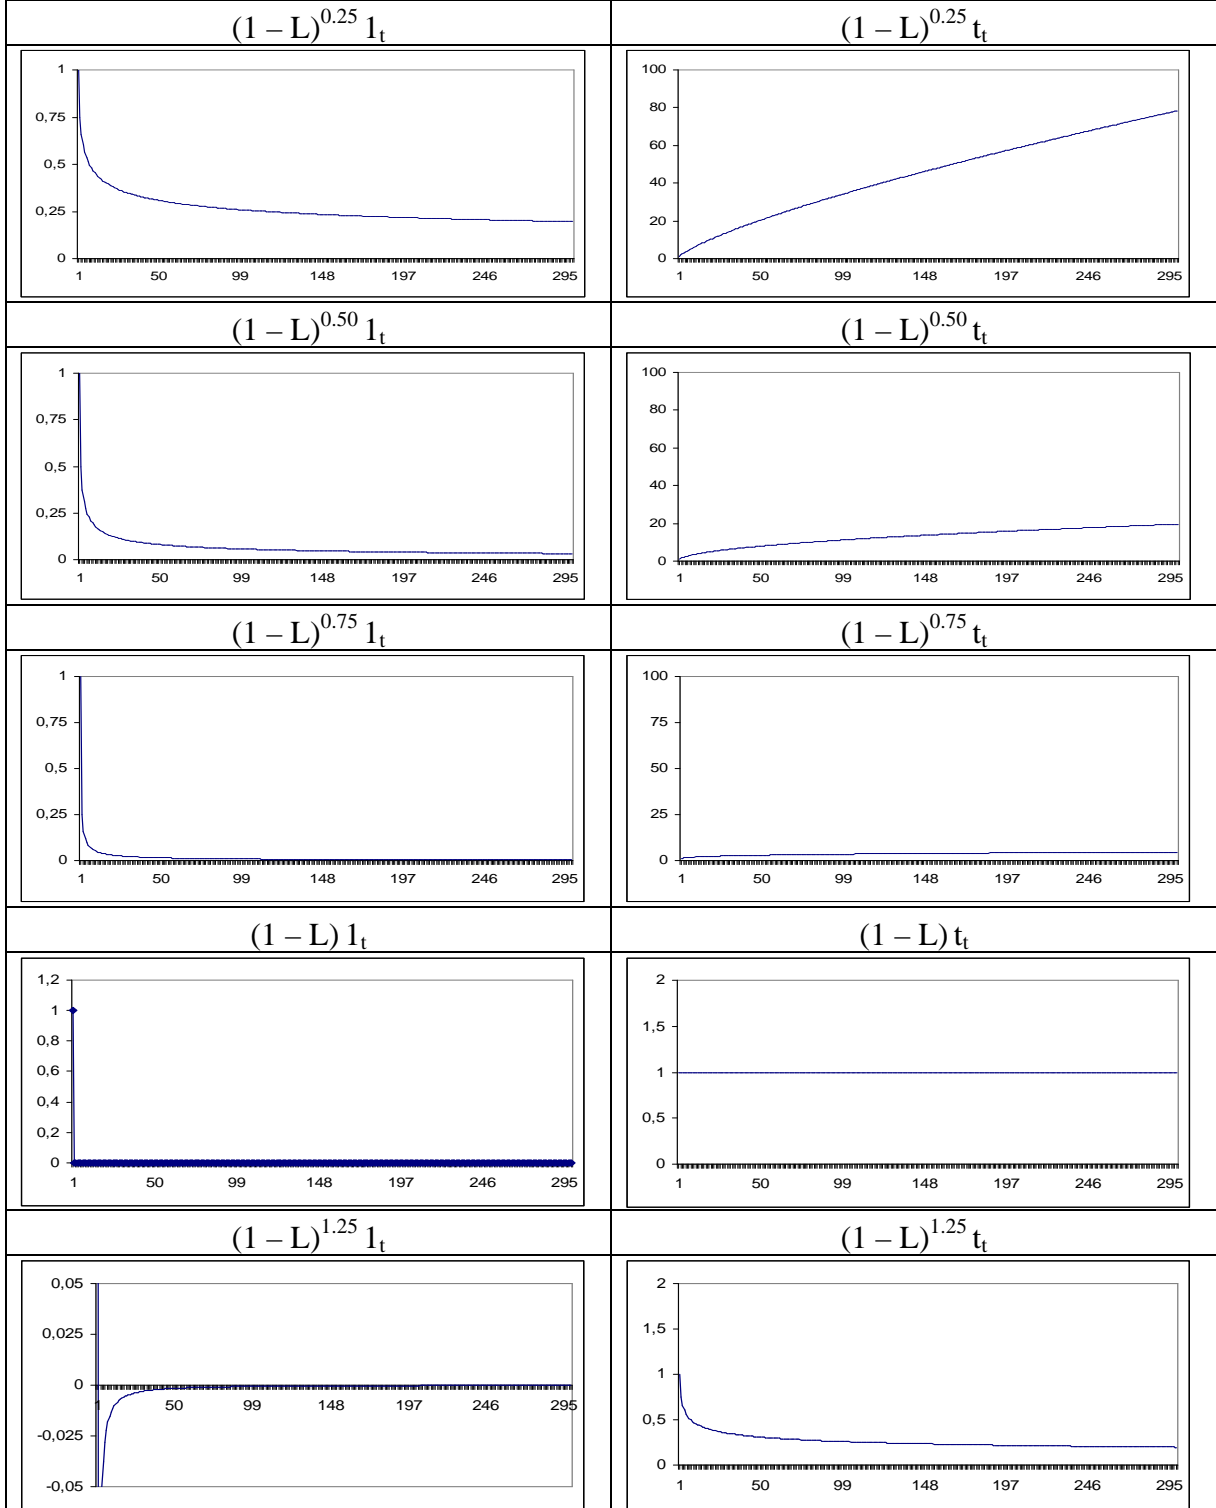 (1 – L)^0.25 1_t
(1 – L)^0.25 t_t
1
0,75
0,5
0,25
0
1 50 99 148 197 246 295
100
80
60
40
20
0
1 50 99 148 197 246 295
(1 – L)^0.50 1_t
(1 – L)^0.50 t_t
1
0,75
0,5
0,25
0
1 50 99 148 197 246 295
100
80
60
40
20
0
1 50 99 148 197 246 295
(1 – L)^0.75 1_t
(1 – L)^0.75 t_t
1
0,75
0,5
0,25
0
1 50 99 148 197 246 295
100
75
50
25
0
1 50 99 148 197 246 295
(1 – L) 1_t
(1 – L) t_t
1,2
1
0,8
0,6
0,4
0,2
0
1 50 99 148 197 246 295
2
1,5
1
0,5
0
1 50 99 148 197 246 295
(1 – L)^1.25 1_t
(1 – L)^1.25 t_t
0,05
0,025
0
-0,025
-0,05
1 50 99 148 197 246 295
2
1,5
1
0,5
0
1 50 99 148 197 246 295